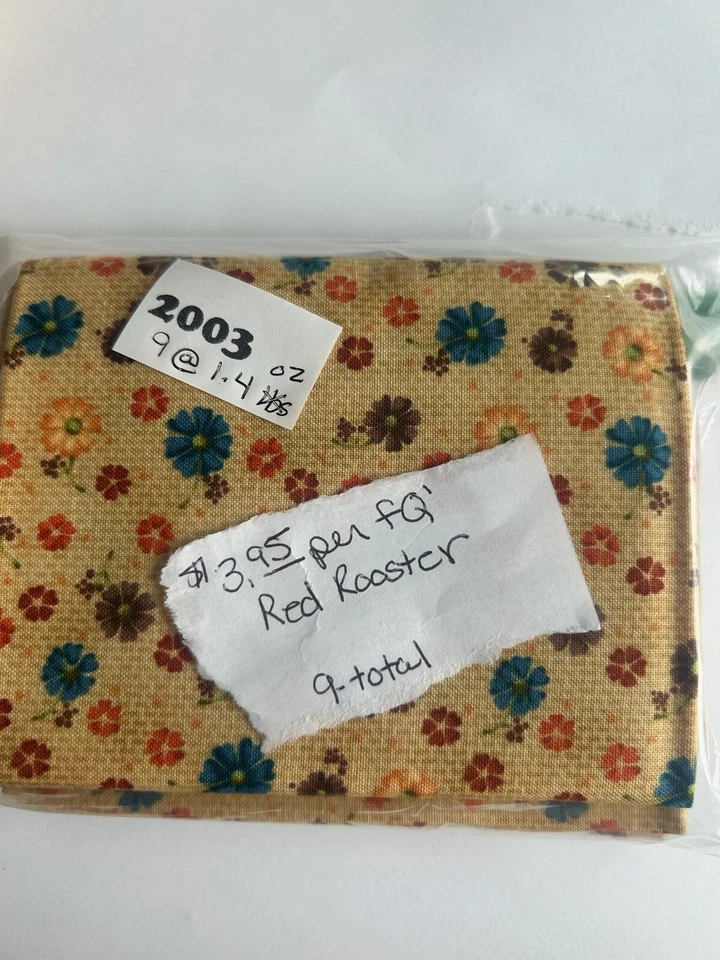 2003
9 @ 1.4 oz
$3.95 per FQ
Red Rooster
9-total